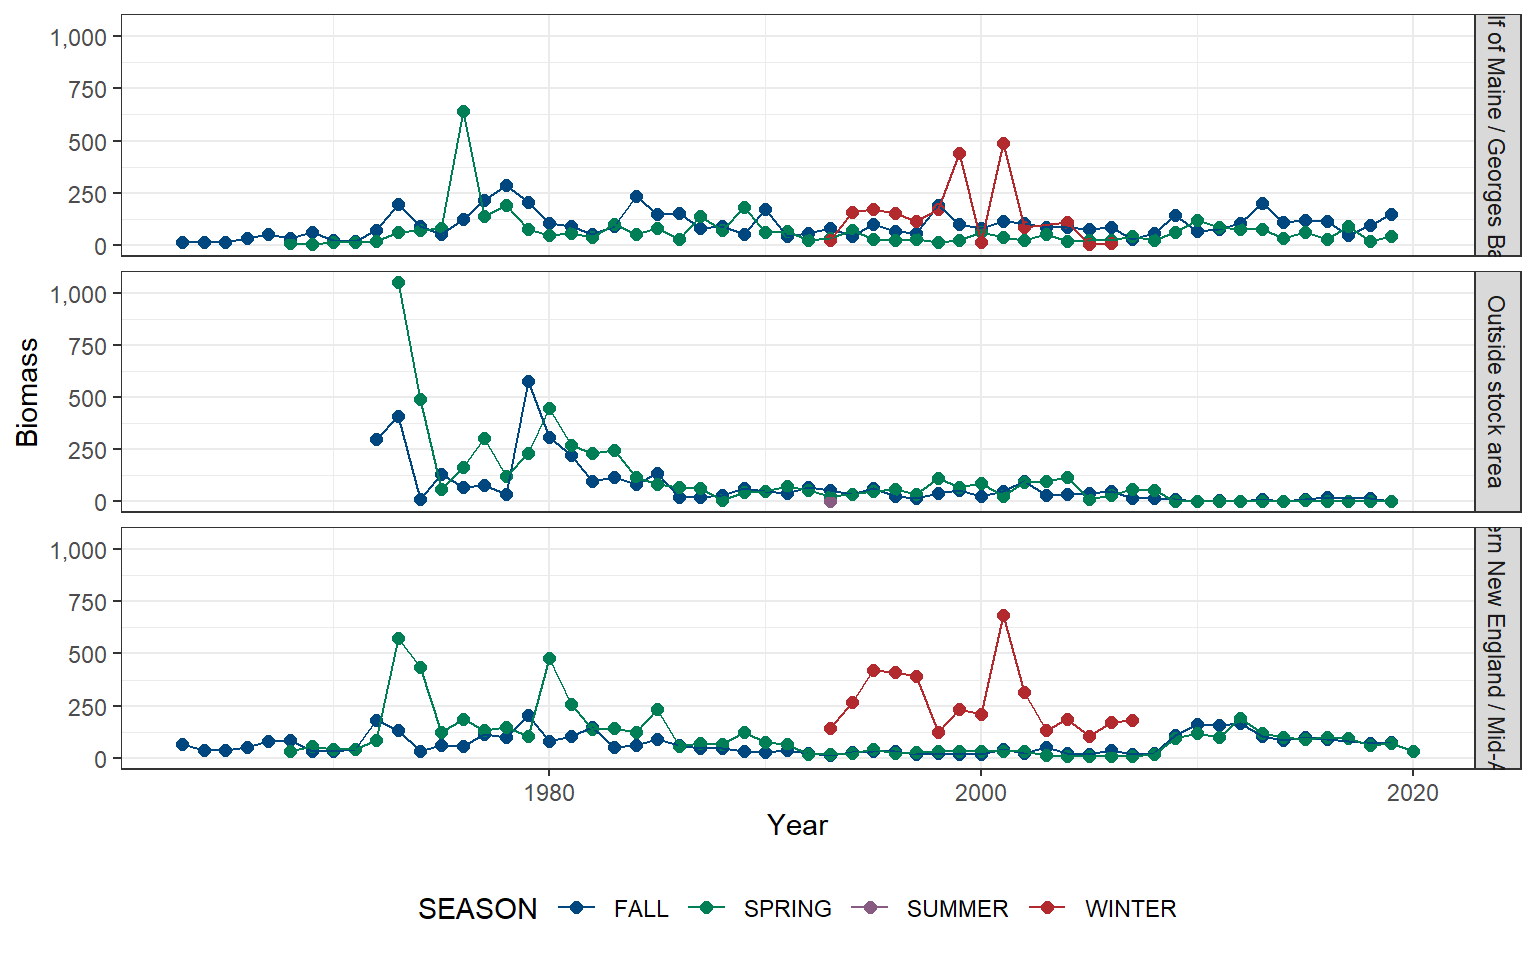 1,000
750
500
250
0
lf of Maine / Georges Ba
1,000
750
500
250
0
Outside stock area
1,000
750
500
250
0
ern New England / Mid-A
Biomass
1980 2000 2020
Year
SEASON FALL SPRING SUMMER WINTER